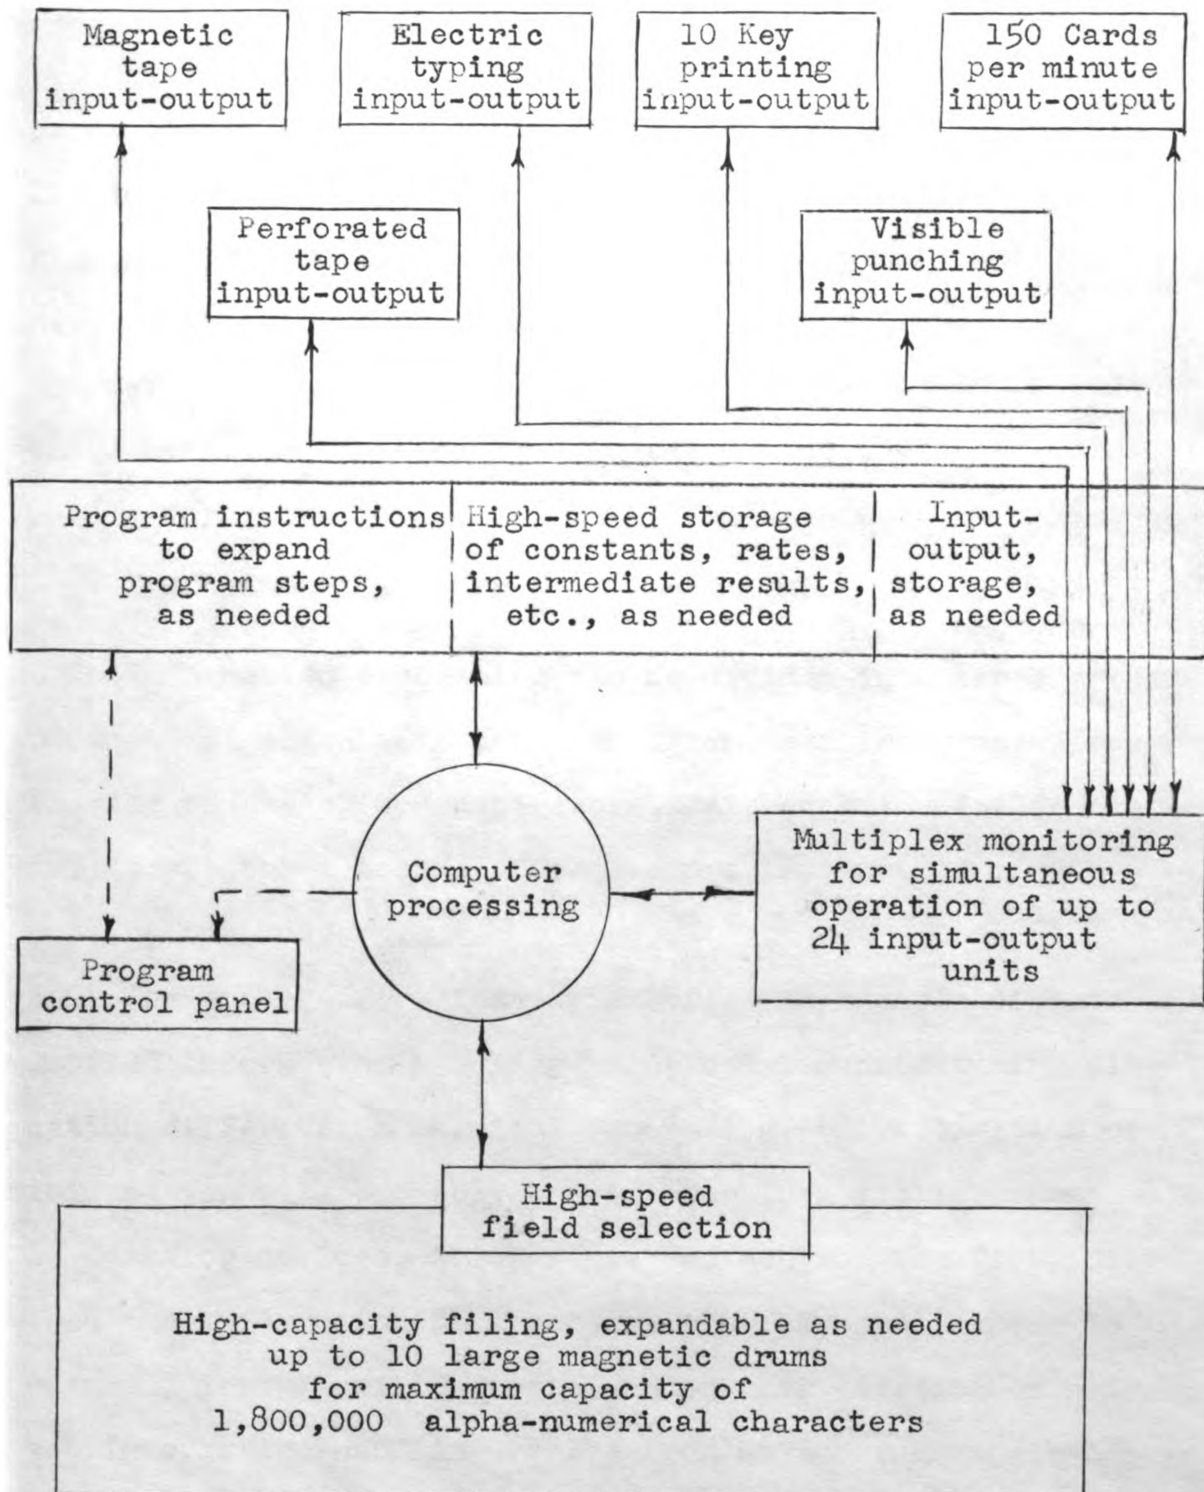 Magnetic
tape
input-output
Electric
typing
input-output
10 Key
printing
input-output
150 Cards
per minute
input-output
Perforated
tape
input-output
Visible
punching
input-output
Program instructions
to expand
program steps,
as needed
High-speed storage
of constants, rates,
intermediate results,
etc., as needed
Input-
output,
storage,
as needed
Computer
processing
Multiplex monitoring
for simultaneous
operation of up to
24 input-output
units
Program
control panel
High-speed
field selection
High-capacity filing, expandable as needed
up to 10 large magnetic drums
for maximum capacity of
1,800,000 alpha-numerical characters